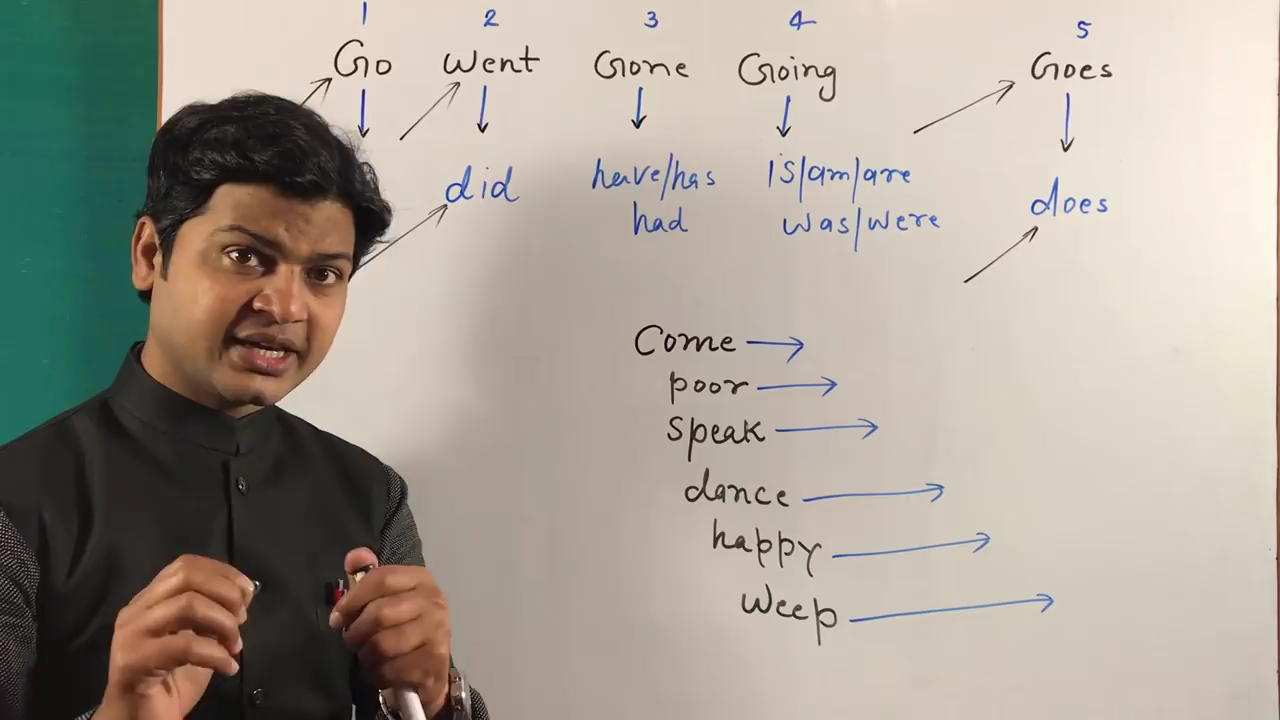 1 2 3 4 5
Go Went Gone Going Goes
did have/has is/am/are does
had was/were
Come
poor
Speak
dance
happy
Weep